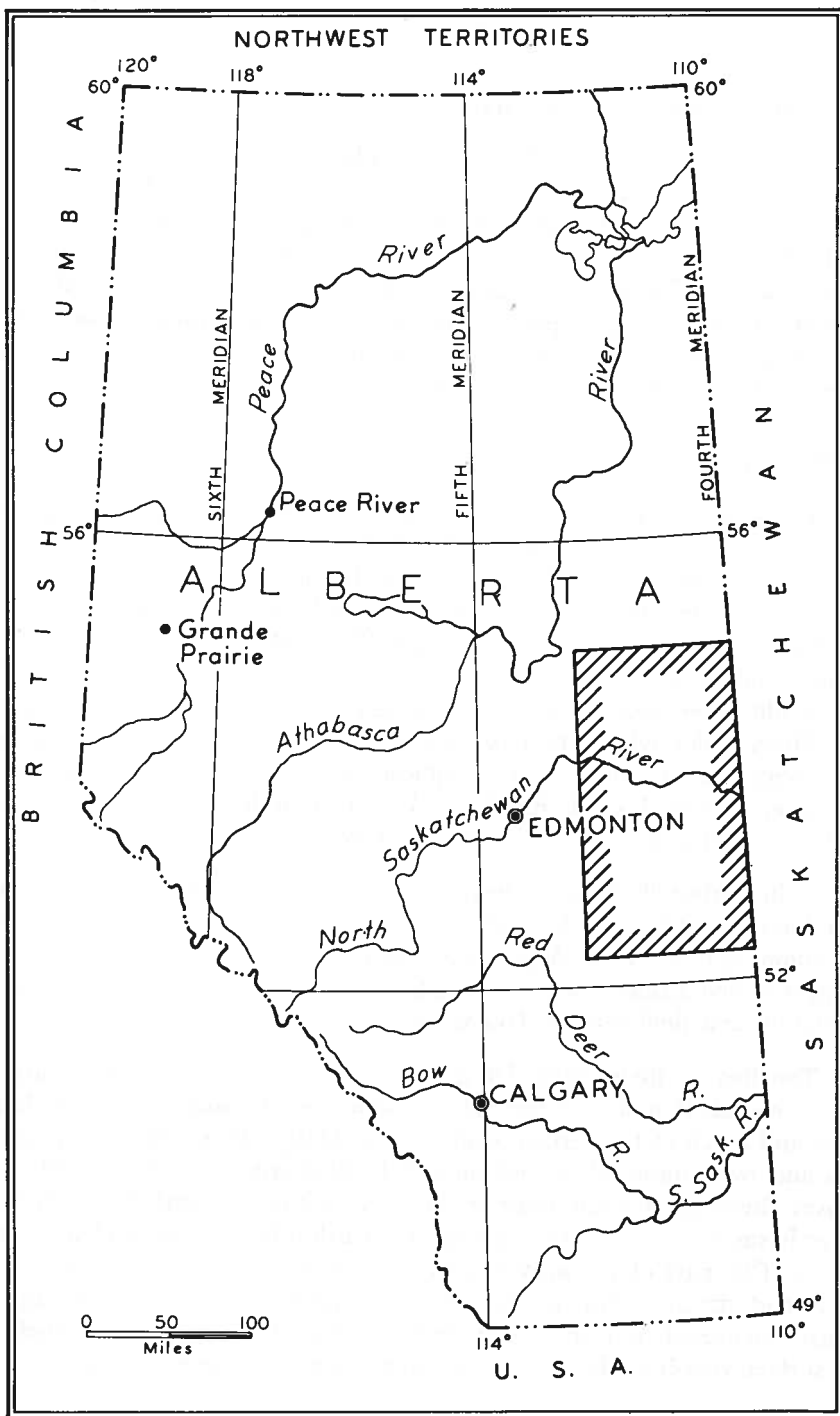 NORTHWEST TERRITORIES
120°
118°
114°
110°
60°
60°
BRITISH COLUMBIA
SASKATCHEWAN
River
Peace
River
SIXTH MERIDIAN
FIFTH MERIDIAN
FOURTH MERIDIAN
Peace River
56°
56°
ALBERTA
Grande
Prairie
Athabasca
River
Saskatchewan
EDMONTON
North
Red
52°
Deer
Bow
CALGARY
R.
R.
S. Sask. R.
0 50 100
Miles
49°
114°
110°
U. S. A.